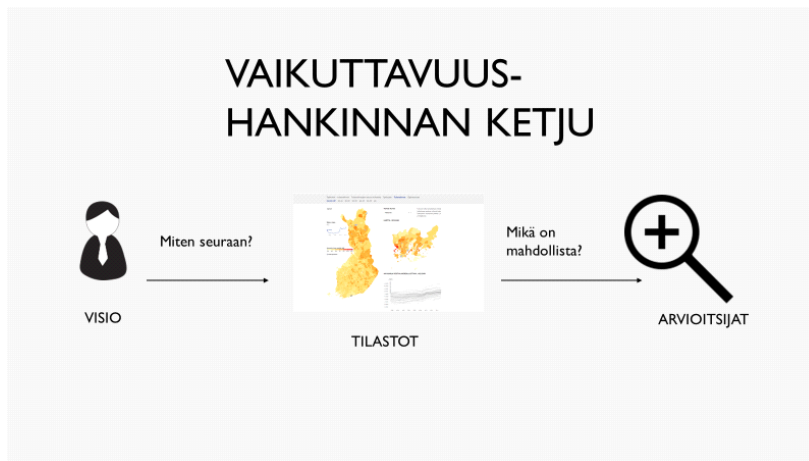 VAIKUTTAVUUS-
HANKINNAN KETJU
Miten seuraan?
Mikä on
mahdollista?
VISIO
TILASTOT
ARVIOITSIJAT